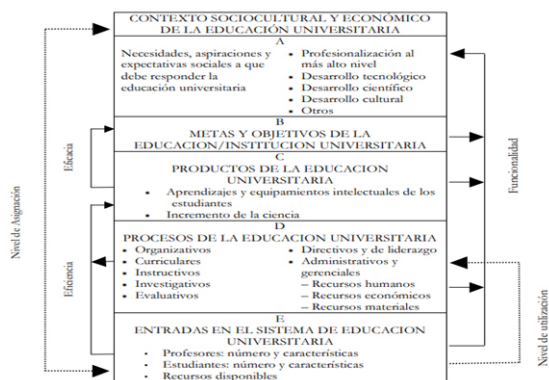 CONTEXTO SOCIOCULTURAL Y ECONÓMICO
DE LA EDUCACIÓN UNIVERSITARIA
A
Necesidades, aspiraciones y
expectativas sociales a que
debe responder la
educación universitaria
• Profesionalización al
más alto nivel
• Desarrollo tecnológico
• Desarrollo científico
• Desarrollo cultural
• Otros
B
METAS Y OBJETIVOS DE LA
EDUCACION/INSTITUCION UNIVERSITARIA
C
PRODUCTOS DE LA EDUCACION
UNIVERSITARIA
• Aprendizajes y equipamientos intelectuales de los
estudiantes
• Incremento de la ciencia
D
PROCESOS DE LA EDUCACION UNIVERSITARIA
• Organizativos
• Curriculares
• Instructivos
• Investigativos
• Evaluativos
• Directivos y de liderazgo
• Administrativos y
gerenciales
– Recursos humanos
– Recursos económicos
– Recursos materiales
E
ENTRADAS EN EL SISTEMA DE EDUCACION
UNIVERSITARIA
• Profesores: número y características
• Estudiantes: número y características
• Recursos disponibles
Nivel de Asignación
Eficacia
Eficiencia
Funcionalidad
Nivel de utilización